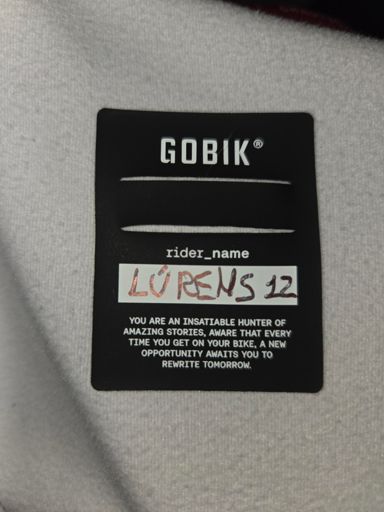 GOBIK®
rider_name
LÚRENS 12
YOU ARE AN INSATIABLE HUNTER OF
AMAZING STORIES, AWARE THAT EVERY
TIME YOU GET ON YOUR BIKE, A NEW
OPPORTUNITY AWAITS YOU TO
REWRITE TOMORROW.